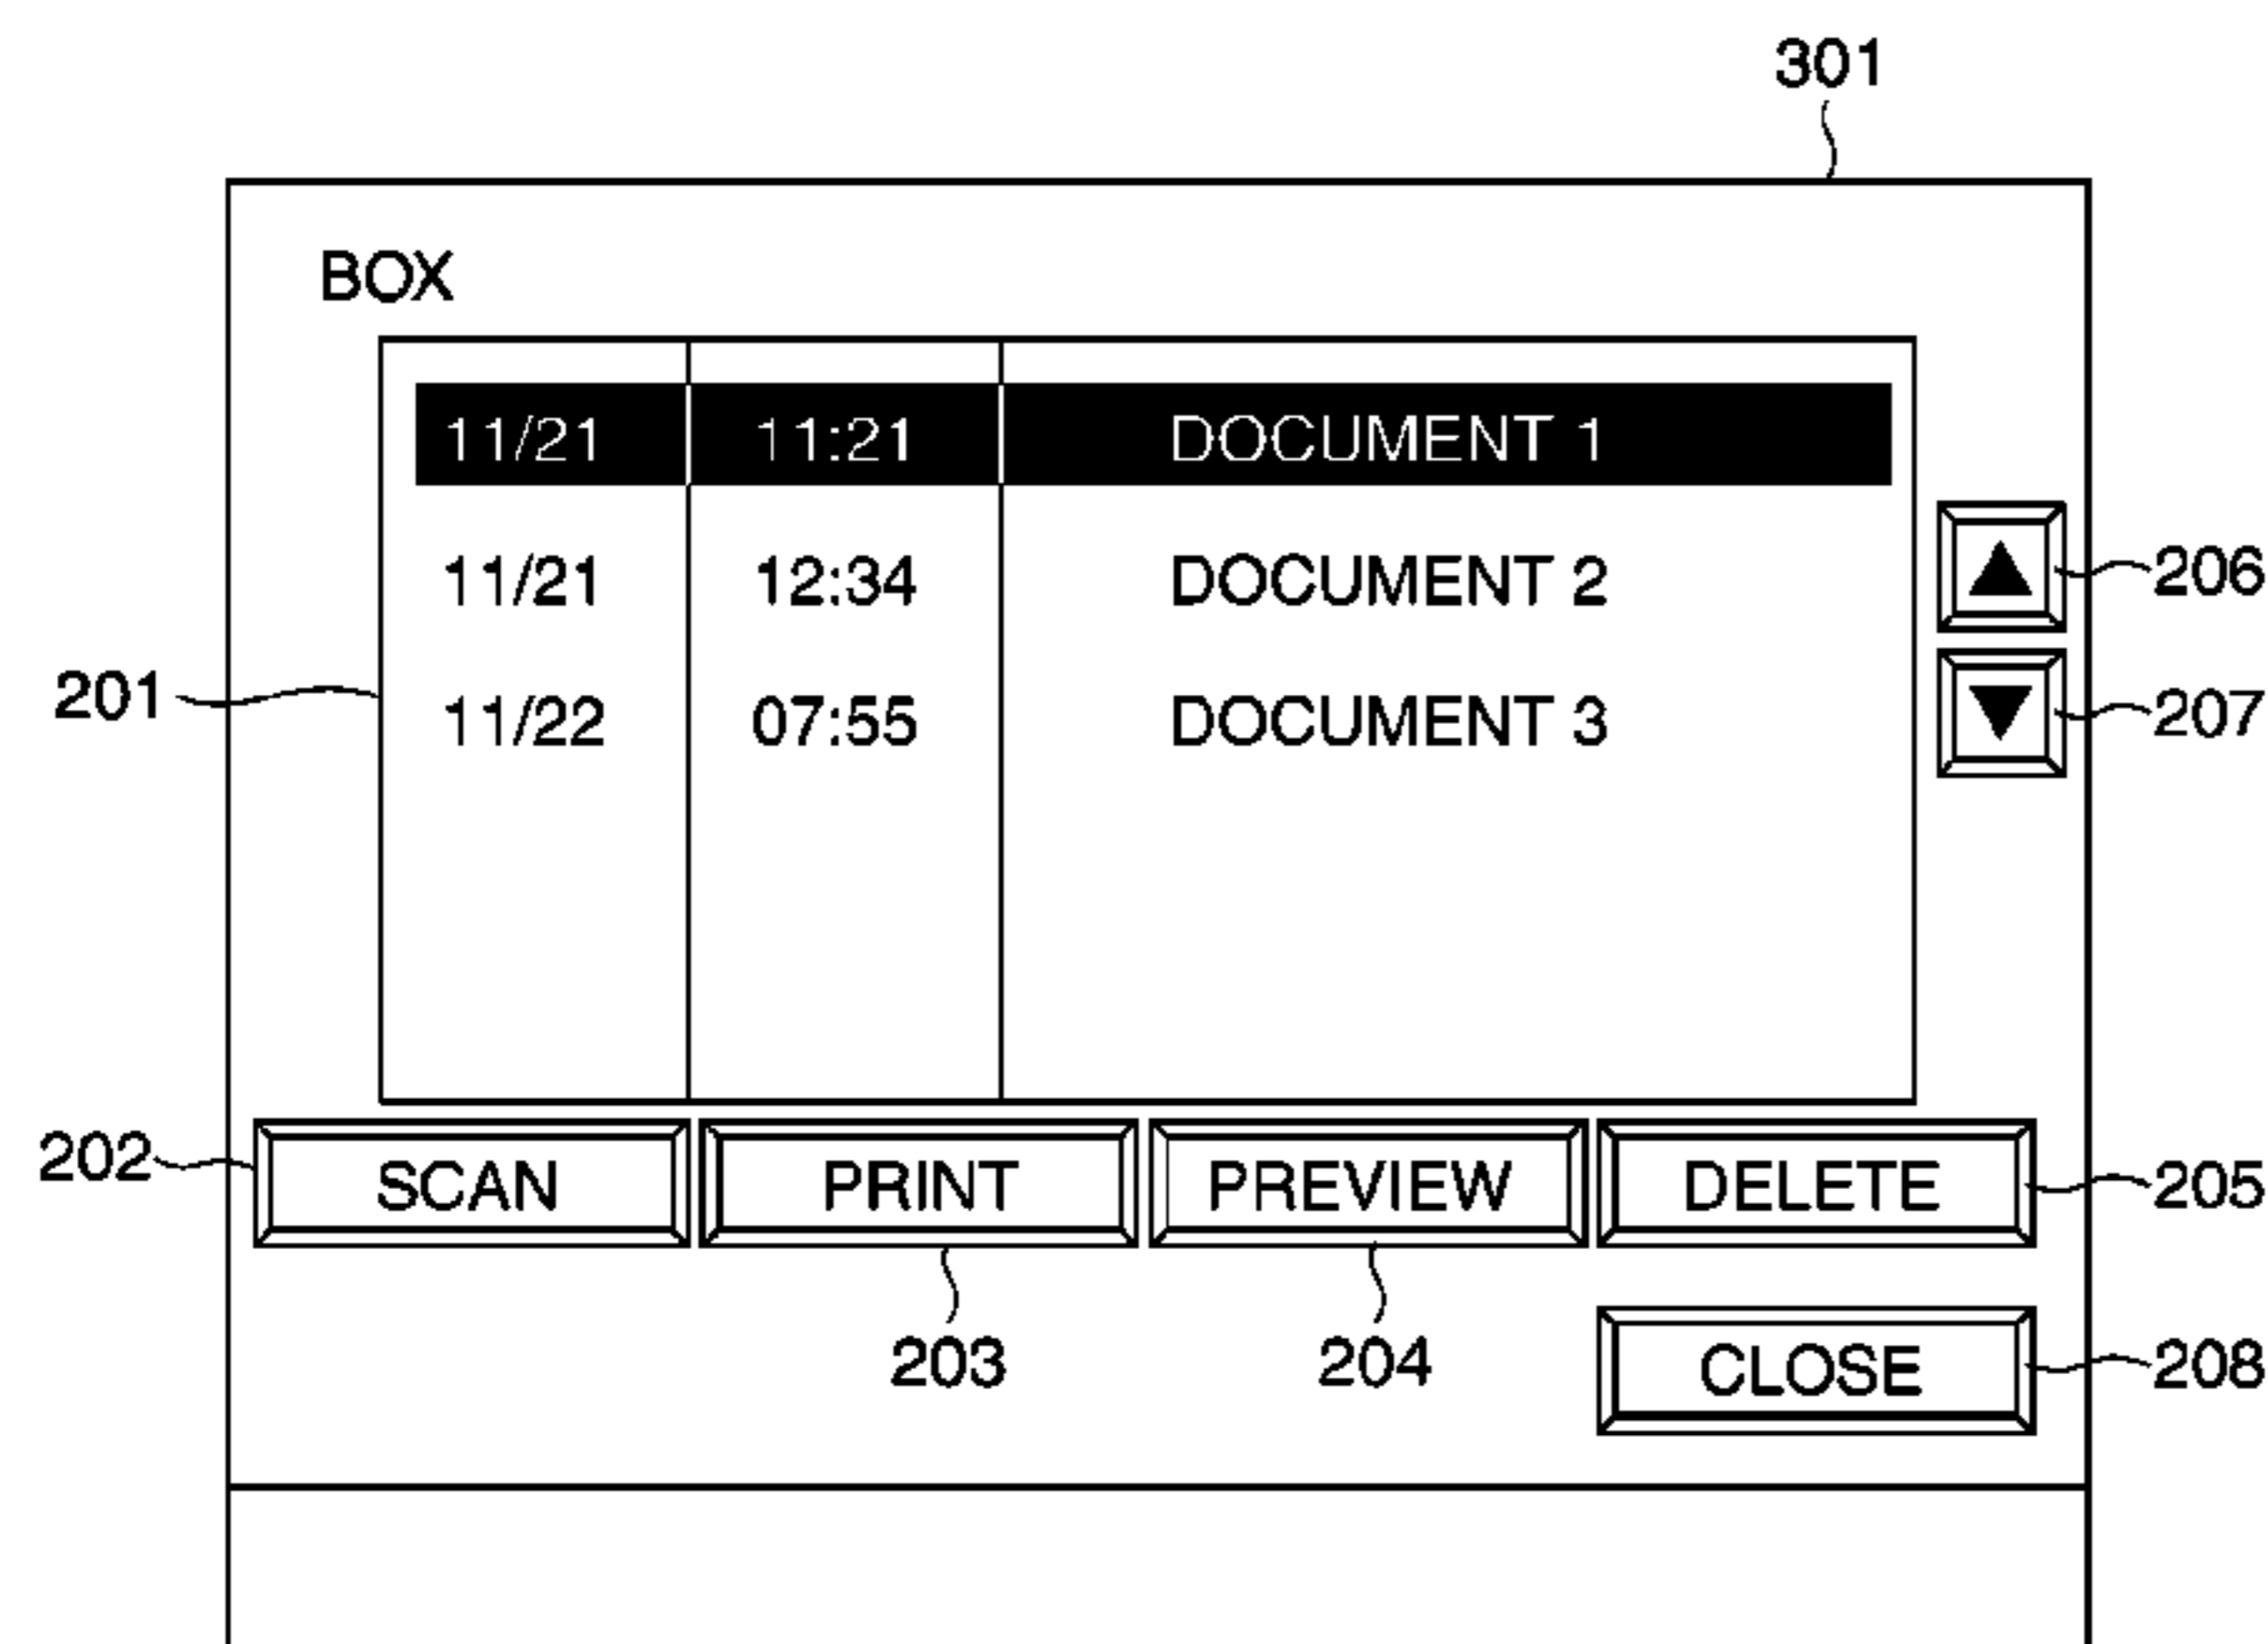 301
BOX
11/21 11:21 DOCUMENT 1
11/21 12:34 DOCUMENT 2
206
201 11/22 07:55 DOCUMENT 3
207
202 SCAN PRINT PREVIEW DELETE 205
203 204 CLOSE 208